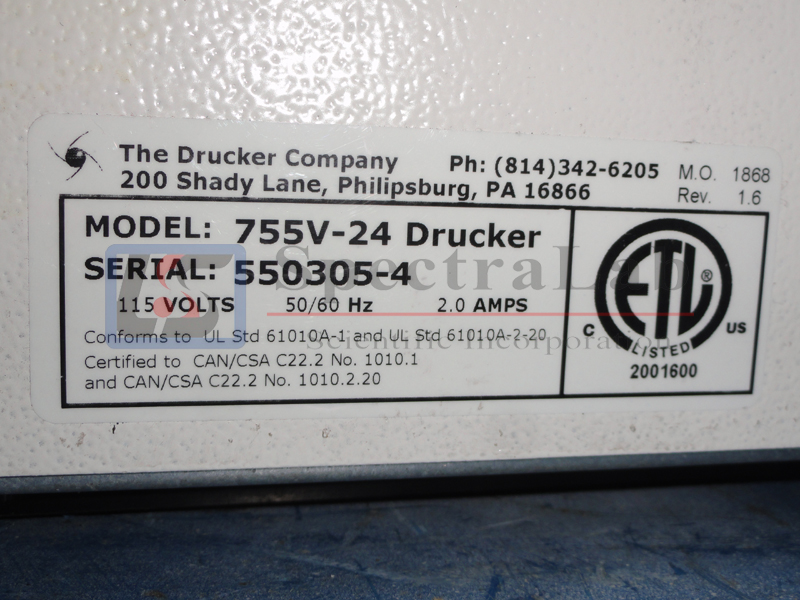 The Drucker Company Ph: (814)342-6205 M.O. 1868
200 Shady Lane, Philipsburg, PA 16866 Rev. 1.6
MODEL: 755V-24 Drucker
SERIAL: 550305-4
115 VOLTS 50/60 Hz 2.0 AMPS
Conforms to UL Std 61010A-1 and UL Std 61010A-2-20
Certified to CAN/CSA C22.2 No. 1010.1
and CAN/CSA C22.2 No. 1010.2.20
ETL ®
C US
LISTED
2001600
LS
SpectraLab
Scientific Incorporation